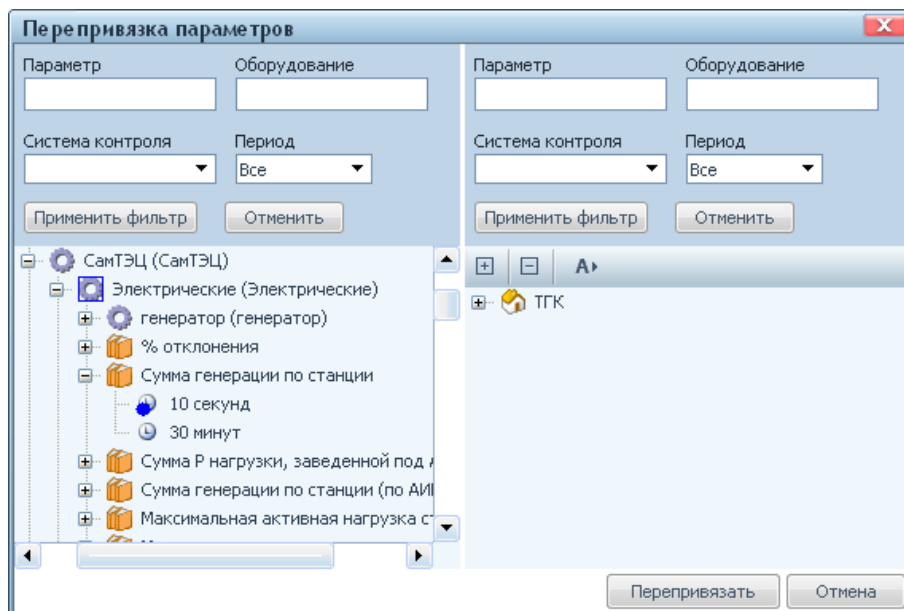 Перепривязка параметров
Параметр Оборудование
Система контроля Период
Все
Применить фильтр Отменить
СамТЭЦ (СамТЭЦ)
Электрические (Электрические)
генератор (генератор)
% отклонения
Сумма генерации по станции
10 секунд
30 минут
Сумма Р нагрузки, заведенной под
Сумма генерации по станции (по АИ
Максимальная активная нагрузка ст
Параметр Оборудование
Система контроля Период
Все
Применить фильтр Отменить
A
ТГК
Перепривязать Отмена